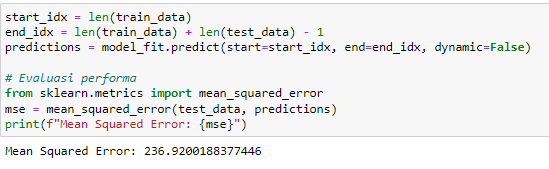 start_idx = len(train_data)
end_idx = len(train_data) + len(test_data) - 1
predictions = model_fit.predict(start=start_idx, end=end_idx, dynamic=False)
# Evaluasi performa
from sklearn.metrics import mean_squared_error
mse = mean_squared_error(test_data, predictions)
print(f"Mean Squared Error: {mse}")
Mean Squared Error: 236.9200188377446